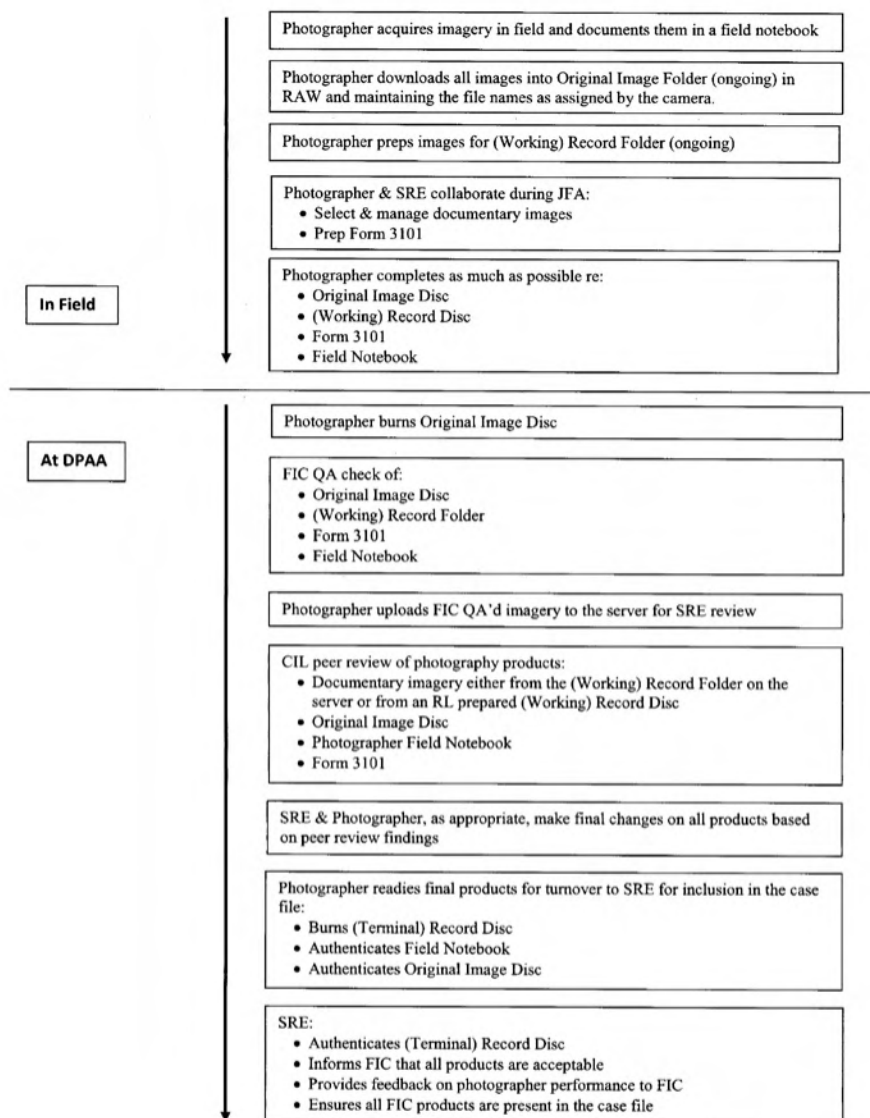 Photographer acquires imagery in field and documents them in a field notebook
Photographer downloads all images into Original Image Folder (ongoing) in
RAW and maintaining the file names as assigned by the camera.
Photographer preps images for (Working) Record Folder (ongoing)
Photographer & SRE collaborate during JFA:
• Select & manage documentary images
• Prep Form 3101
In Field
Photographer completes as much as possible re:
• Original Image Disc
• (Working) Record Disc
• Form 3101
• Field Notebook
At DPAA
Photographer burns Original Image Disc
FIC QA check of:
• Original Image Disc
• (Working) Record Folder
• Form 3101
• Field Notebook
Photographer uploads FIC QA'd imagery to the server for SRE review
CIL peer review of photography products:
• Documentary imagery either from the (Working) Record Folder on the
server or from an RL prepared (Working) Record Disc
• Original Image Disc
• Photographer Field Notebook
• Form 3101
SRE & Photographer, as appropriate, make final changes on all products based
on peer review findings
Photographer readies final products for turnover to SRE for inclusion in the case
file:
• Burns (Terminal) Record Disc
• Authenticates Field Notebook
• Authenticates Original Image Disc
SRE:
• Authenticates (Terminal) Record Disc
• Informs FIC that all products are acceptable
• Provides feedback on photographer performance to FIC
• Ensures all FIC products are present in the case file